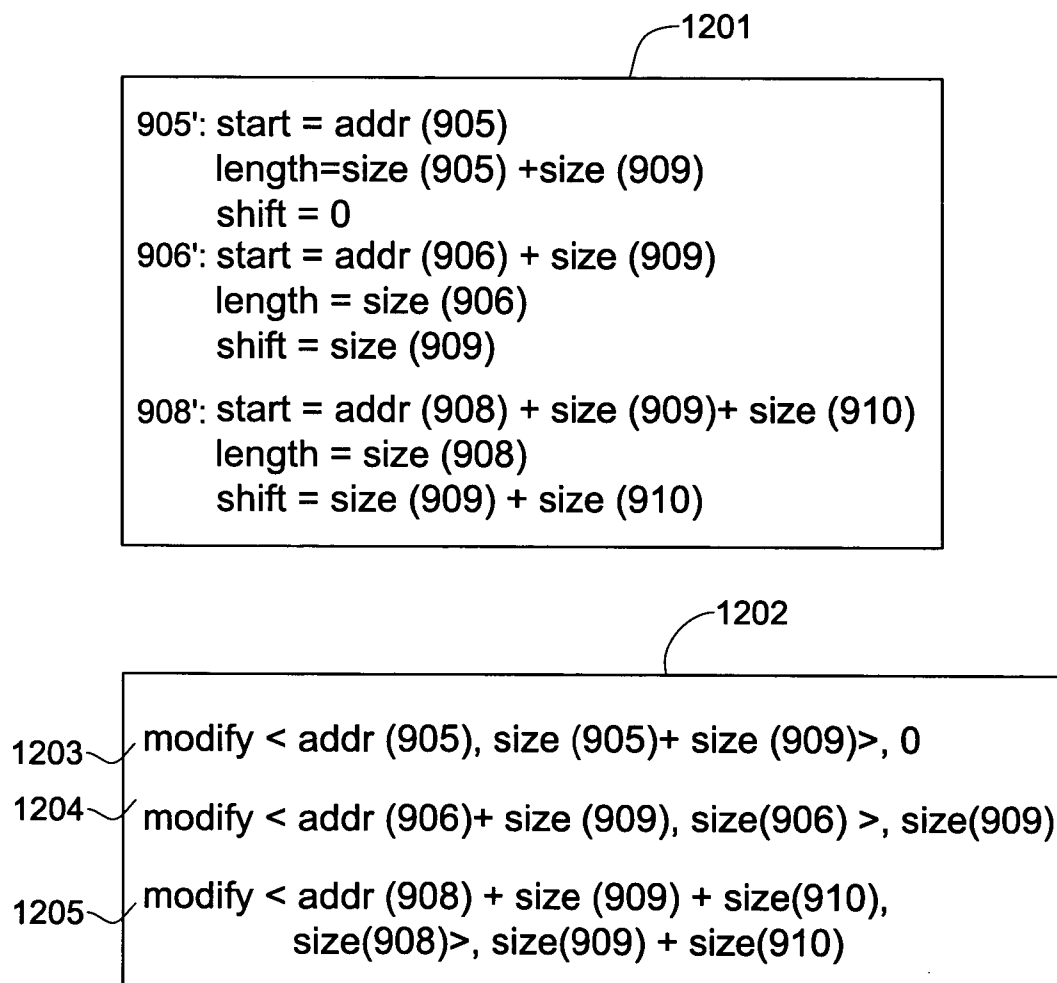 1201
905': start = addr (905)
length=size (905) +size (909)
shift = 0
906': start = addr (906) + size (909)
length = size (906)
shift = size (909)
908': start = addr (908) + size (909)+ size (910)
length = size (908)
shift = size (909) + size (910)
1202
1203 modify < addr (905), size (905)+ size (909)>, 0
1204 modify < addr (906)+ size (909), size(906) >, size(909)
1205 modify < addr (908) + size (909) + size(910),
size(908)>, size(909) + size(910)